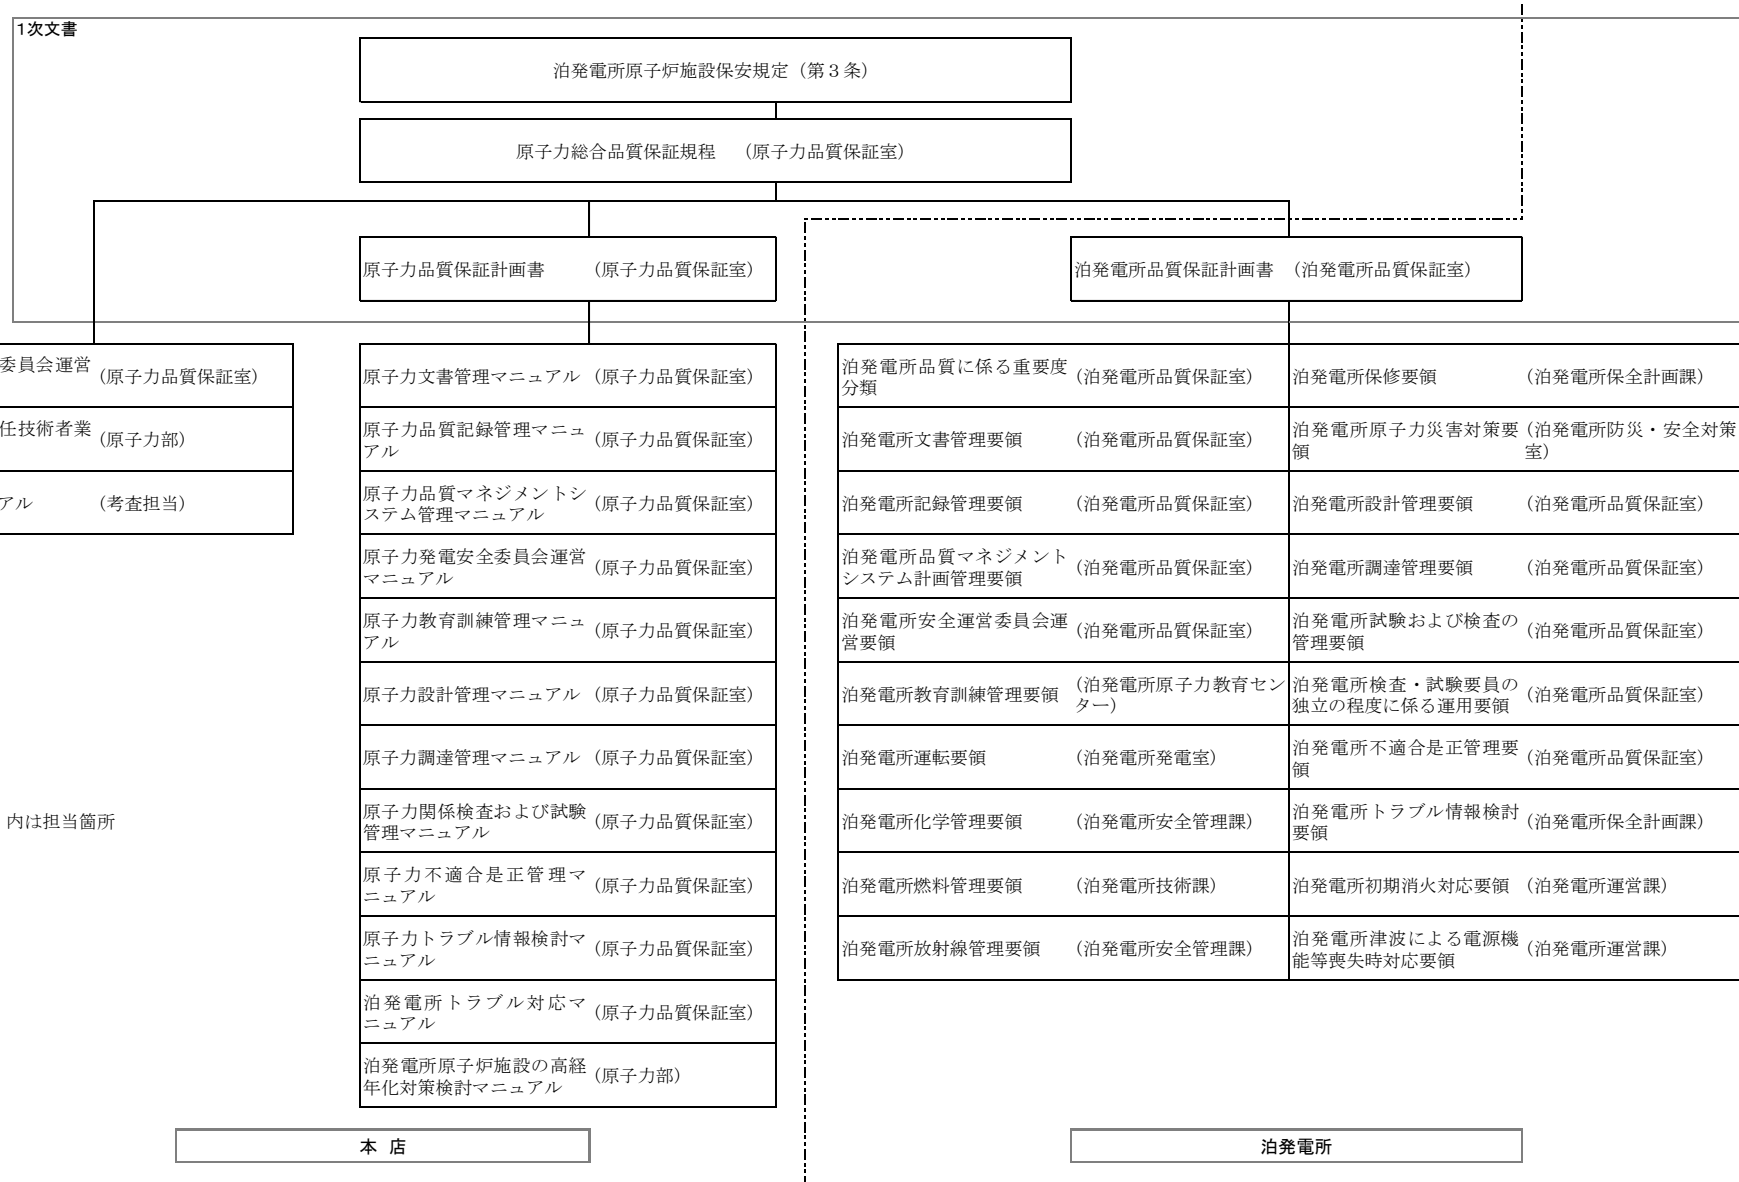 1次文書
泊発電所原子炉施設保安規定（第３条）
原子力総合品質保証規程　（原子力品質保証室）
原子力品質保証計画書　（原子力品質保証室）
泊発電所品質保証計画書　（泊発電所品質保証室）
委員会運営
（原子力品質保証室）
任技術者業
（原子力部）
アル　（考査担当）
内は担当箇所
原子力文書管理マニュアル （原子力品質保証室）
原子力品質記録管理マニュ
アル
（原子力品質保証室）
原子力品質マネジメントシ
ステム管理マニュアル
（原子力品質保証室）
原子力発電安全委員会運営
マニュアル
（原子力品質保証室）
原子力教育訓練管理マニュ
アル
（原子力品質保証室）
原子力設計管理マニュアル （原子力品質保証室）
原子力調達管理マニュアル （原子力品質保証室）
原子力関係検査および試験
管理マニュアル
（原子力品質保証室）
原子力不適合是正管理マ
ニュアル
（原子力品質保証室）
原子力トラブル情報検討マ
ニュアル
（原子力品質保証室）
泊発電所トラブル対応マ
ニュアル
（原子力品質保証室）
泊発電所原子炉施設の高経
年化対策検討マニュアル
（原子力部）
泊発電所品質に係る重要度
分類
（泊発電所品質保証室）
泊発電所文書管理要領 （泊発電所品質保証室）
泊発電所記録管理要領 （泊発電所品質保証室）
泊発電所品質マネジメント
システム計画管理要領
（泊発電所品質保証室）
泊発電所安全運営委員会運
営要領
（泊発電所品質保証室）
泊発電所教育訓練管理要領
（泊発電所原子力教育セン
ター）
泊発電所運転要領 （泊発電所発電室）
泊発電所化学管理要領 （泊発電所安全管理課）
泊発電所燃料管理要領 （泊発電所技術課）
泊発電所放射線管理要領 （泊発電所安全管理課）
泊発電所保修要領 （泊発電所保全計画課）
泊発電所原子力災害対策要
領
（泊発電所防災・安全対策
室）
泊発電所設計管理要領 （泊発電所品質保証室）
泊発電所調達管理要領 （泊発電所品質保証室）
泊発電所試験および検査の
管理要領
（泊発電所品質保証室）
泊発電所検査・試験要員の
独立の程度に係る運用要領
（泊発電所品質保証室）
泊発電所不適合是正管理要
領
（泊発電所品質保証室）
泊発電所トラブル情報検討
要領
（泊発電所保全計画課）
泊発電所初期消火対応要領 （泊発電所運営課）
泊発電所津波による電源機
能等喪失時対応要領
（泊発電所運営課）
本 店
泊発電所